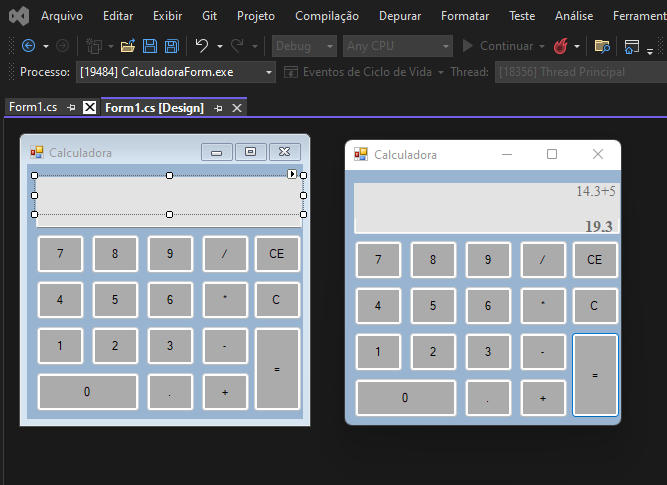 Arquivo Editar Exibir Git Projeto Compilação Depurar Formatar Teste Análise Ferrament
Debug Any CPU Continuar
Processo: [19484] CalculadoraForm.exe Eventos de Ciclo de Vida Thread: [18356] Thread Principal
Form1.cs Form1.cs [Design]
Calculadora
7 8 9 / CE
4 5 6 * C
1 2 3 -
=
0 . +
Calculadora
14.3+5
19.3
7 8 9 / CE
4 5 6 * C
1 2 3 -
=
0 . +